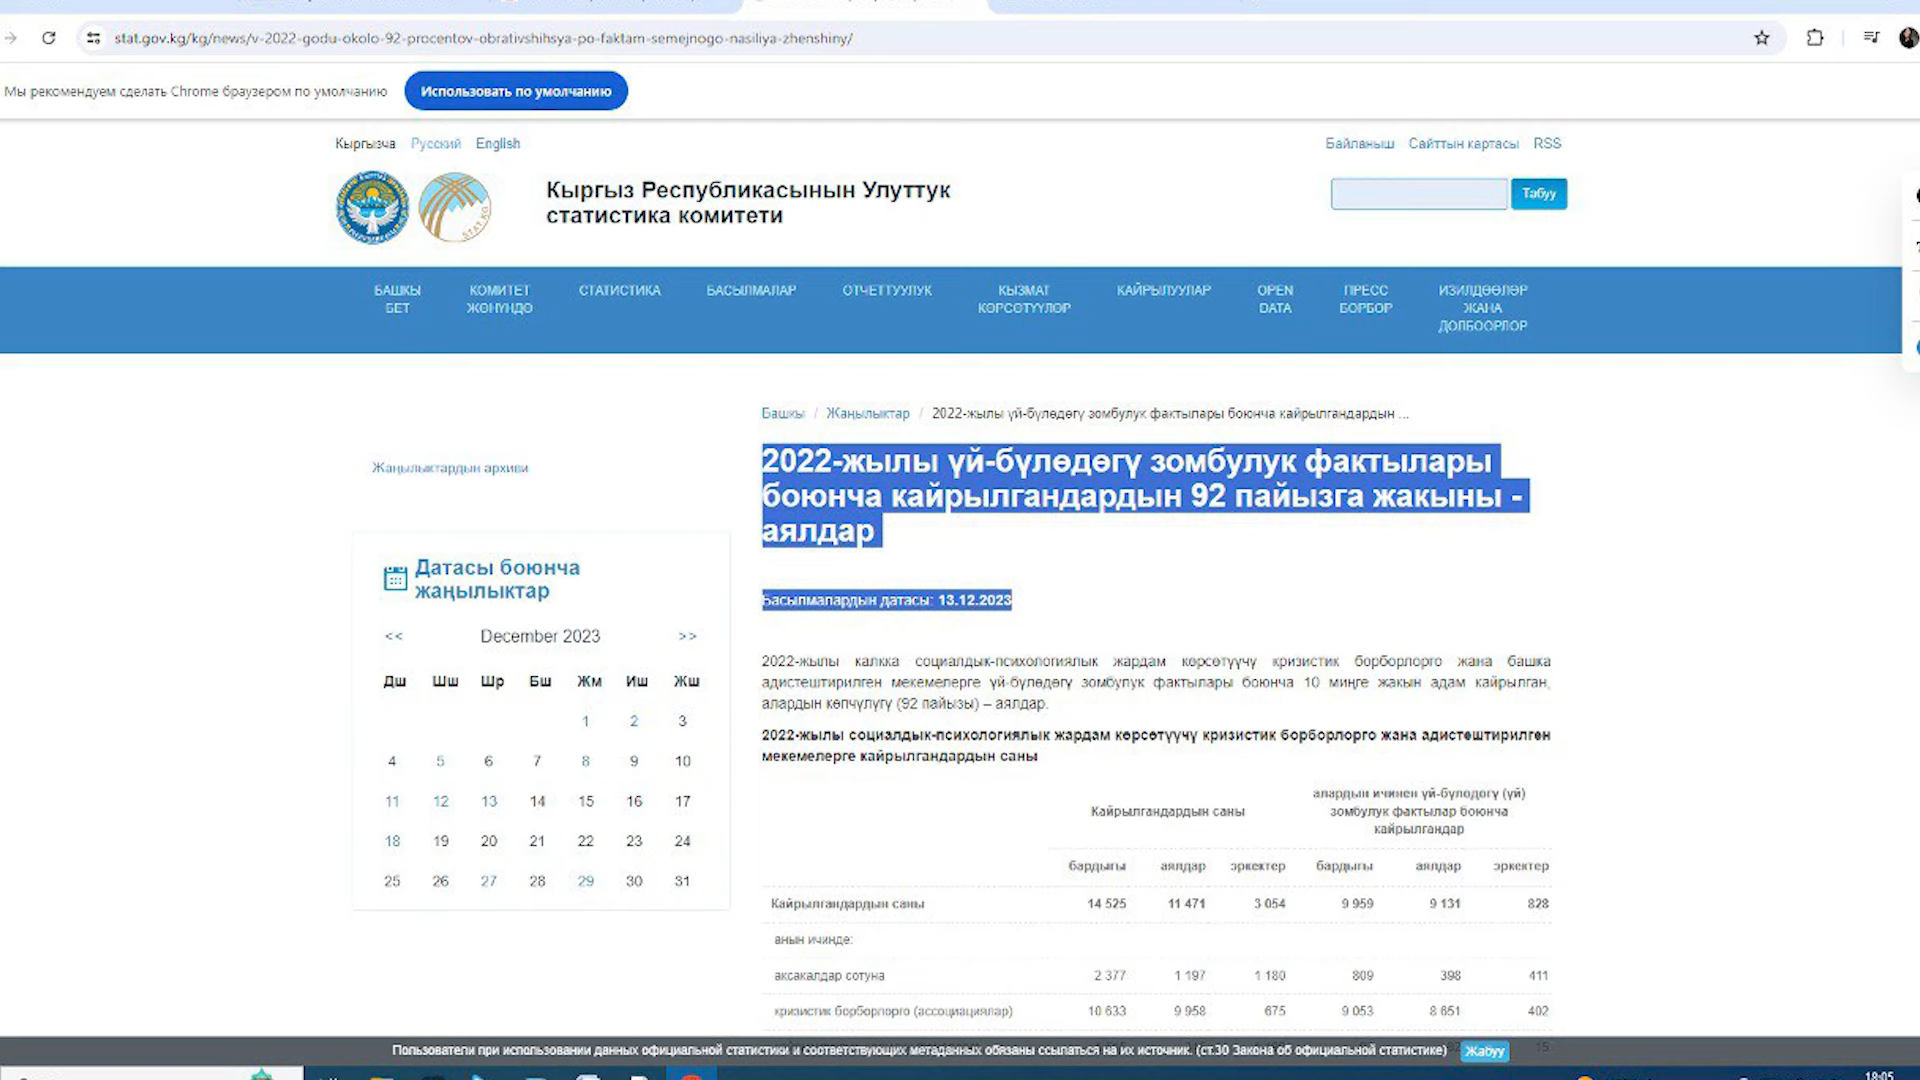 stat.gov.kg/kg/news/v-2022-godu-okolo-92-procentov-obrativshihsya-po-faktam-semejnogo-nasiliya-zhenshiny/
Мы рекомендуем сделать Chrome браузером по умолчанию
Использовать по умолчанию
Кыргызча Русский English
Байланыш Сайттын картасы RSS
Кыргыз Республикасынын Улуттук
статистика комитети
STAT.KG
Табуу
БАШКЫ БЕТ
КОМИТЕТ ЖӨНҮНДӨ
СТАТИСТИКА
БАСЫЛМАЛАР
ОТЧЕТТУУЛУК
КЫЗМАТ КӨРСӨТҮҮЛӨР
КАЙРЫЛУУЛАР
OPEN DATA
ПРЕСС БОРБОР
ИЗИЛДӨӨЛӨР ЖАНА ДОЛБООРЛОР
Башкы / Жаңылыктар / 2022-жылы үй-бүлөдөгү зомбулук фактылары боюнча кайрылгандардын ...
Жаңылыктардын архиви
2022-жылы үй-бүлөдөгү зомбулук фактылары
боюнча кайрылгандардын 92 пайызга жакыны -
аялдар
Басылмалардын датасы: 13.12.2023
Датасы боюнча
жаңылыктар
<< December 2023 >>
Дш Шш Шр Бш Жм Иш Жш
1 2 3
4 5 6 7 8 9 10
11 12 13 14 15 16 17
18 19 20 21 22 23 24
25 26 27 28 29 30 31
2022-жылы калкка социалдык-психологиялык жардам көрсөтүүчү кризистик борборлорго жана башка
адистештирилген мекемелерге үй-бүлөдөгү зомбулук фактылары боюнча 10 миңге жакын адам кайрылган,
алардын көпчүлүгү (92 пайызы) – аялдар.
2022-жылы социалдык-психологиялык жардам көрсөтүүчү кризистик борборлорго жана адистештирилген
мекемелерге кайрылгандардын саны
Кайрылгандардын саны
алардын ичинен үй-бүлөдөгү (үй)
зомбулук фактылар боюнча
кайрылгандар
бардыгы аялдар эркектер бардыгы аялдар эркектер
Кайрылгандардын саны 14 525 11 471 3 054 9 959 9 131 828
анын ичинде:
аксакалдар сотуна 2 377 1 197 1 180 809 398 411
кризистик борборлорго (ассоциациялар) 10 633 9 958 675 9 053 8 651 402
Пользователи при использовании данных официальной статистики и соответствующих метаданных обязаны ссылаться на их источник. (ст.30 Закона об официальной статистике) Жабуу
18:05